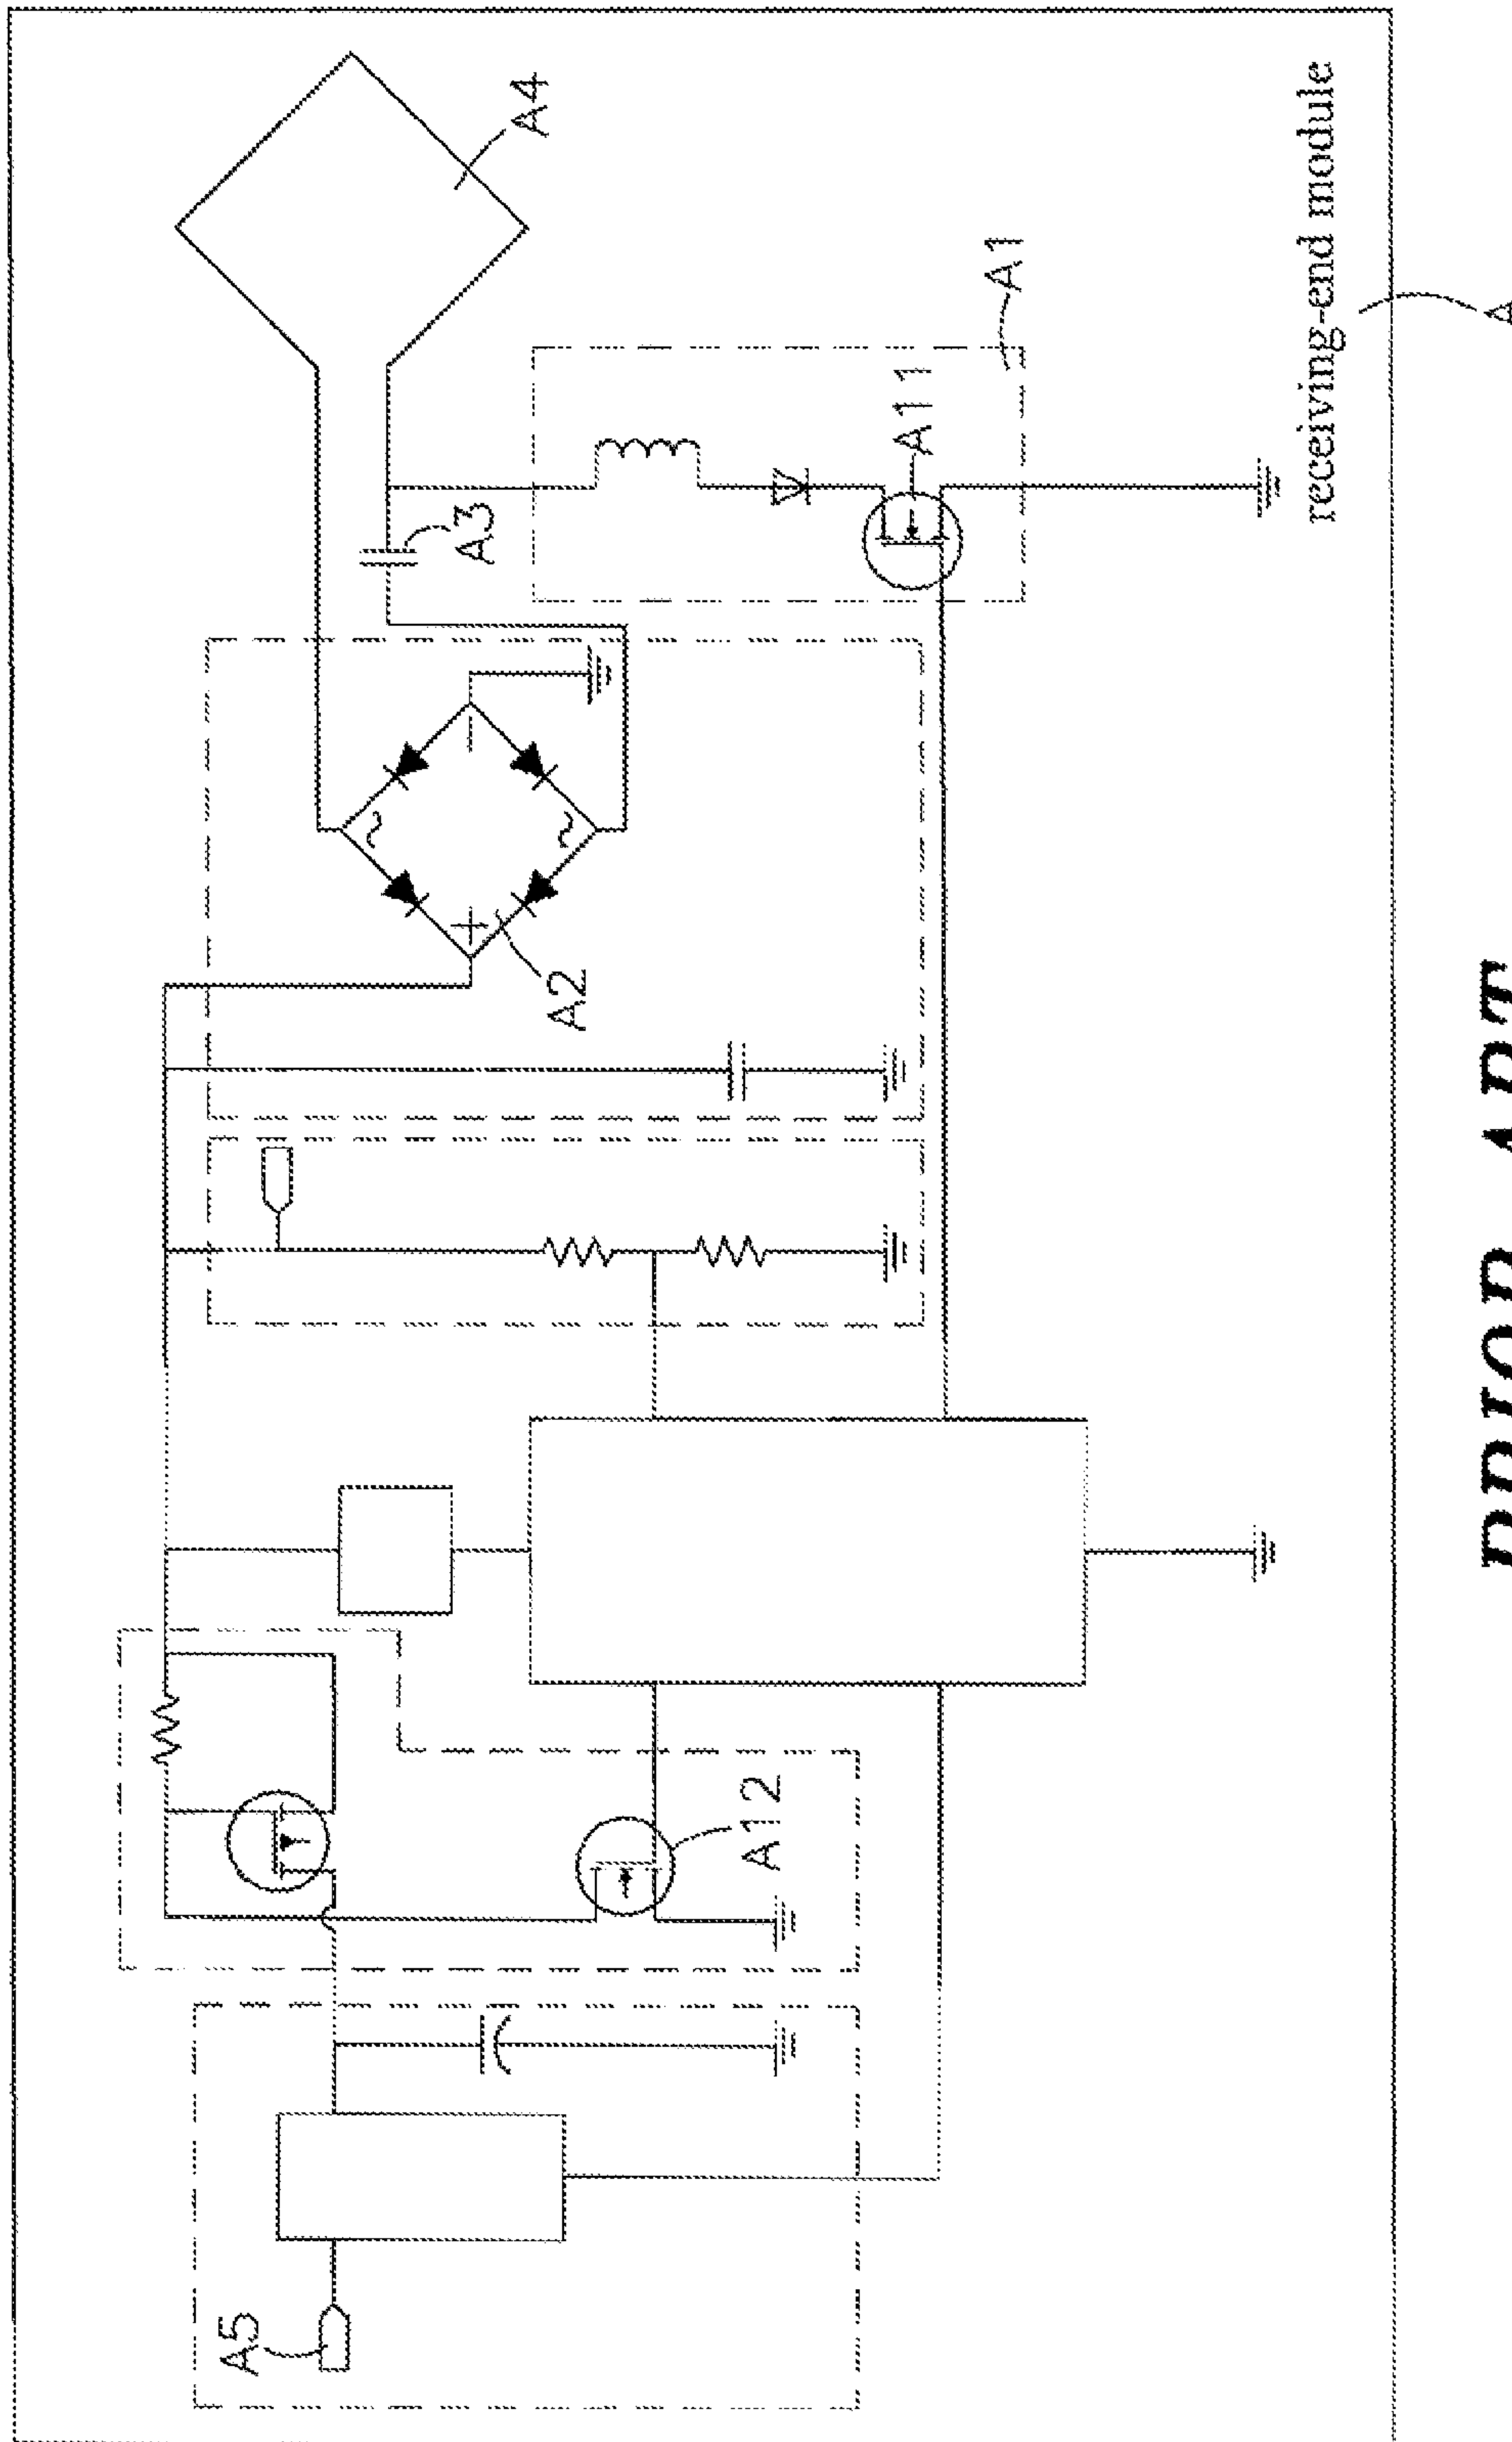 A4
A1
A11
A3
A2
A12
A5
receiving-end module
A
PRIOR ART